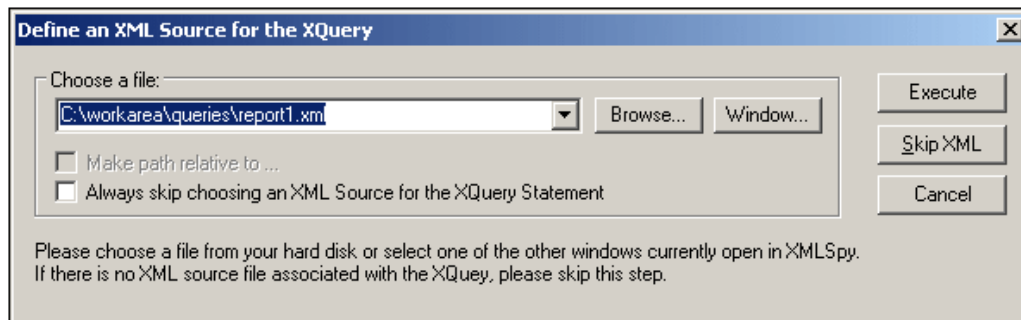 Define an XML Source for the XQuery
Choose a file:
C:\workarea\queries\report1.xml
Browse...
Window...
Execute
Make path relative to ...
Skip XML
Always skip choosing an XML Source for the XQuery Statement
Cancel
Please choose a file from your hard disk or select one of the other windows currently open in XMLSpy.
If there is no XML source file associated with the XQuey, please skip this step.